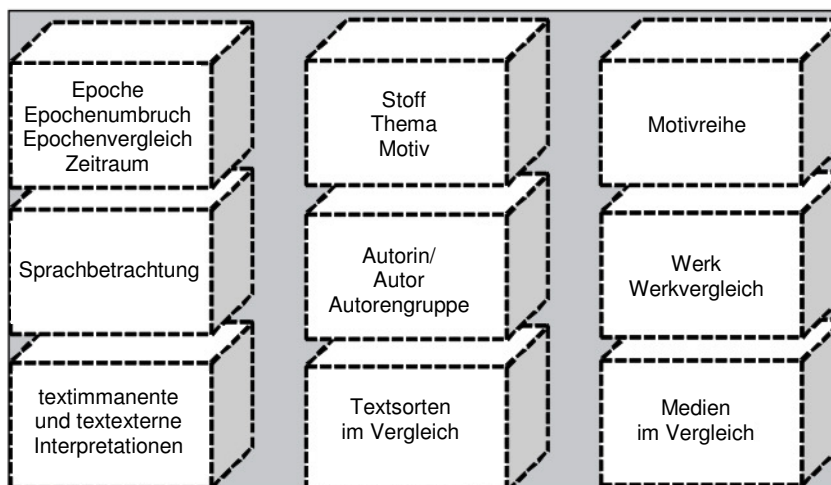 Epoche
Epochenumbruch
Epochenvergleich
Zeitraum
Stoff
Thema
Motiv
Motivreihe
Sprachbetrachtung
Autorin/
Autor
Autorengruppe
Werk
Werkvergleich
textimmanente
und textexterne
Interpretationen
Textsorten
im Vergleich
Medien
im Vergleich